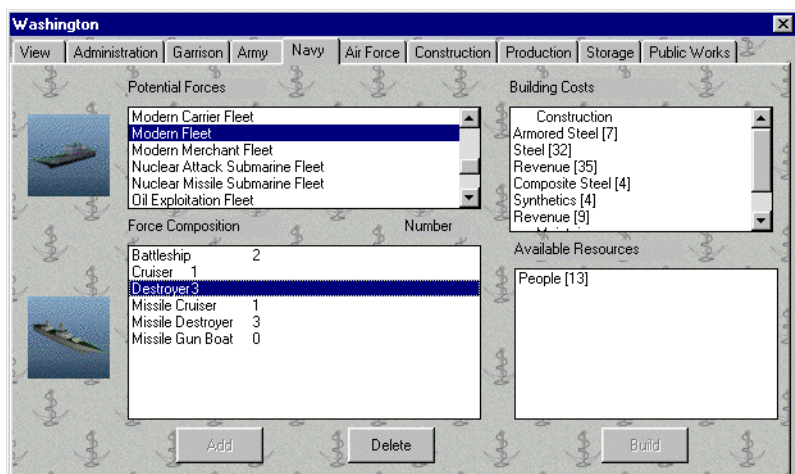 Washington
View Administration Garrison Army Navy Air Force Construction Production Storage Public Works
Potential Forces
Modern Carrier Fleet
Modern Fleet
Modern Merchant Fleet
Nuclear Attack Submarine Fleet
Nuclear Missile Submarine Fleet
Oil Exploitation Fleet
Building Costs
Construction
Armored Steel [7]
Steel [32]
Revenue [35]
Composite Steel [4]
Synthetics [4]
Revenue [9]
Force Composition Number
Battleship 2
Cruiser 1
Destroyer3
Missile Cruiser 1
Missile Destroyer 3
Missile Gun Boat 0
Available Resources
People [13]
Add Delete Build